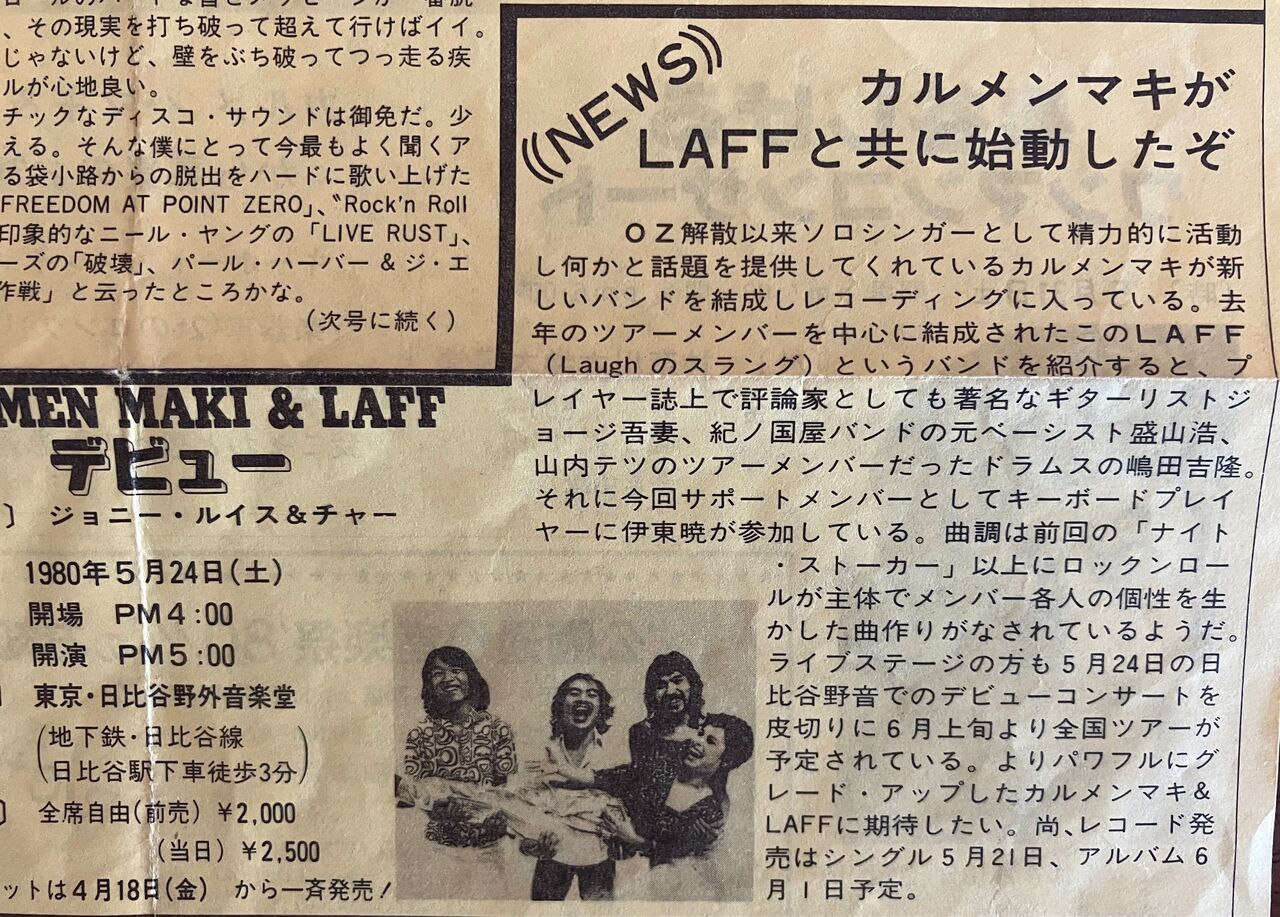 、その現実を打ち破って超えて行けばイイ。
じゃないけど、壁をぶち破ってつっ走る疾
ルが心地良い。
チックなディスコ・サウンドは御免だ。少
える。そんな僕にとって今最もよく聞くア
る袋小路からの脱出をハードに歌い上げた
FREEDOM AT POINT ZERO」、〝Rock'n Roll
印象的なニール・ヤングの「LIVE RUST」、
ーズの「破壊」、パール・ハーバー & ジ・エ
作戦」と云ったところかな。
(次号に続く)
((NEWS))
カルメンマキが
LAFFと共に始動したぞ
OZ解散以来ソロシンガーとして精力的に活動
し何かと話題を提供してくれているカルメンマキが新
しいバンドを結成しレコーディングに入っている。去
年のツアーメンバーを中心に結成されたこのLAFF
(Laugh のスラング) というバンドを紹介すると、プ
レイヤー誌上で評論家としても著名なギターリストジ
ョージ吾妻、紀ノ国屋バンドの元ベーシスト盛山浩、
山内テツのツアーメンバーだったドラムスの嶋田吉隆。
それに今回サポートメンバーとしてキーボードプレイ
ヤーに伊東暁が参加している。曲調は前回の「ナイト
・ストーカー」以上にロックンロー
ルが主体でメンバー各人の個性を生
かした曲作りがなされているようだ。
ライブステージの方も5月24日の日
比谷野音でのデビューコンサートを
皮切りに6月上旬より全国ツアーが
予定されている。よりパワフルにグ
レード・アップしたカルメンマキ&
LAFFに期待したい。尚、レコード発
売はシングル5月21日、アルバム6
月1日予定。
MEN MAKI & LAFF
デビュー
〕 ジョニー・ルイス&チャー
1980年5月24日(土)
開場 PM4:00
開演 PM5:00
東京・日比谷野外音楽堂
(地下鉄・日比谷線
日比谷駅下車徒歩3分)
〕 全席自由(前売) ¥2,000
(当日) ¥2,500
ットは4月18日(金) から一斉発売!